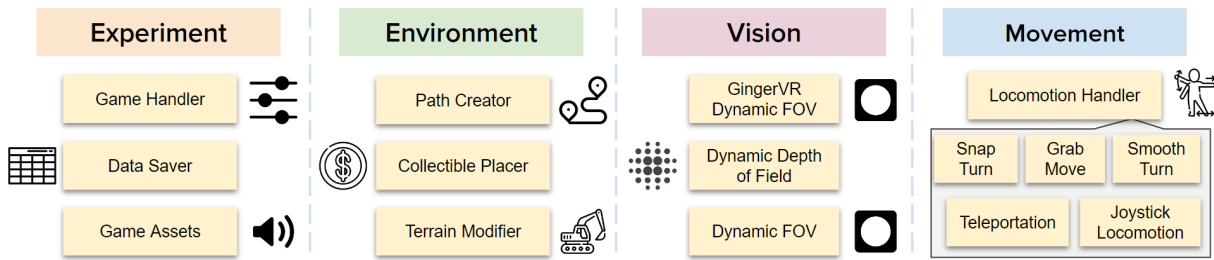 Experiment
Game Handler
Data Saver
Game Assets
Environment
Path Creator
Collectible Placer
Terrain Modifier
Vision
GingerVR
Dynamic FOV
Dynamic Depth
of Field
Dynamic FOV
Movement
Locomotion Handler
Snap
Turn
Grab
Move
Smooth
Turn
Teleportation
Joystick
Locomotion